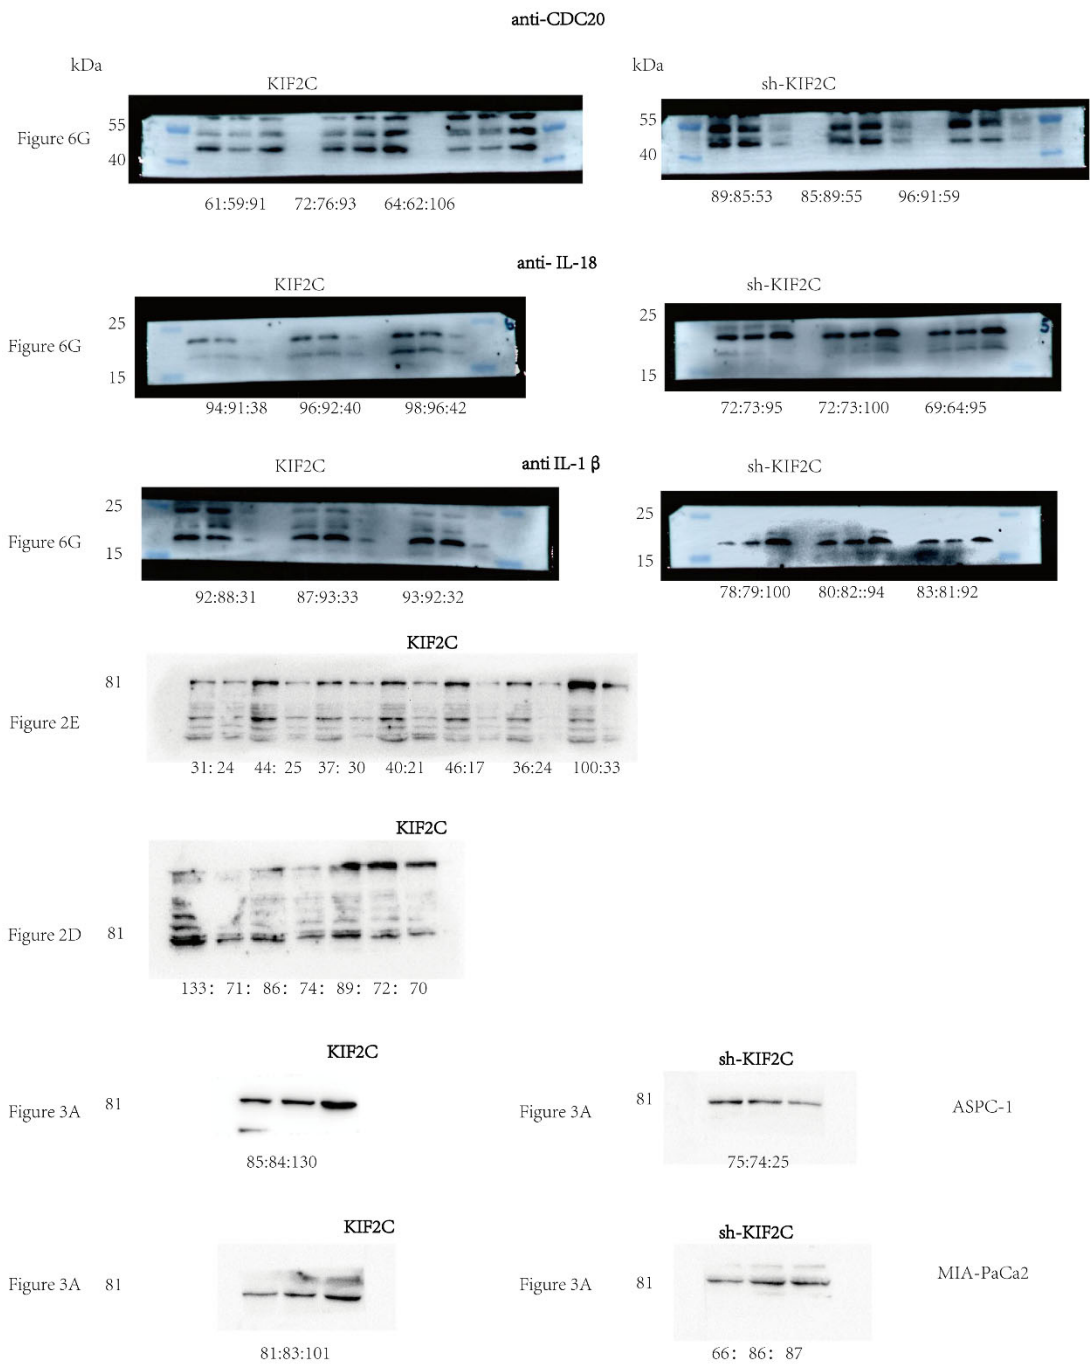 anti-CDC20
kDa
KIF2C
kDa
sh-KIF2C
Figure 6G
55
40
55
40
61:59:91 72:76:93 64:62:106
89:85:53 85:89:55 96:91:59
anti- IL-18
KIF2C
sh-KIF2C
Figure 6G
25
15
6
25
15
5
94:91:38 96:92:40 98:96:42
72:73:95 72:73:100 69:64:95
anti IL-1 β
KIF2C
sh-KIF2C
Figure 6G
25
15
25
15
92:88:31 87:93:33 93:92:32
78:79:100 80:82::94 83:81:92
KIF2C
81
Figure 2E
31: 24 44: 25 37: 30 40:21 46:17 36:24 100:33
KIF2C
Figure 2D 81
133: 71: 86: 74: 89: 72: 70
KIF2C
sh-KIF2C
Figure 3A 81
Figure 3A 81
ASPC-1
85:84:130
75:74:25
KIF2C
sh-KIF2C
Figure 3A 81
Figure 3A 81
MIA-PaCa2
81:83:101
66: 86: 87